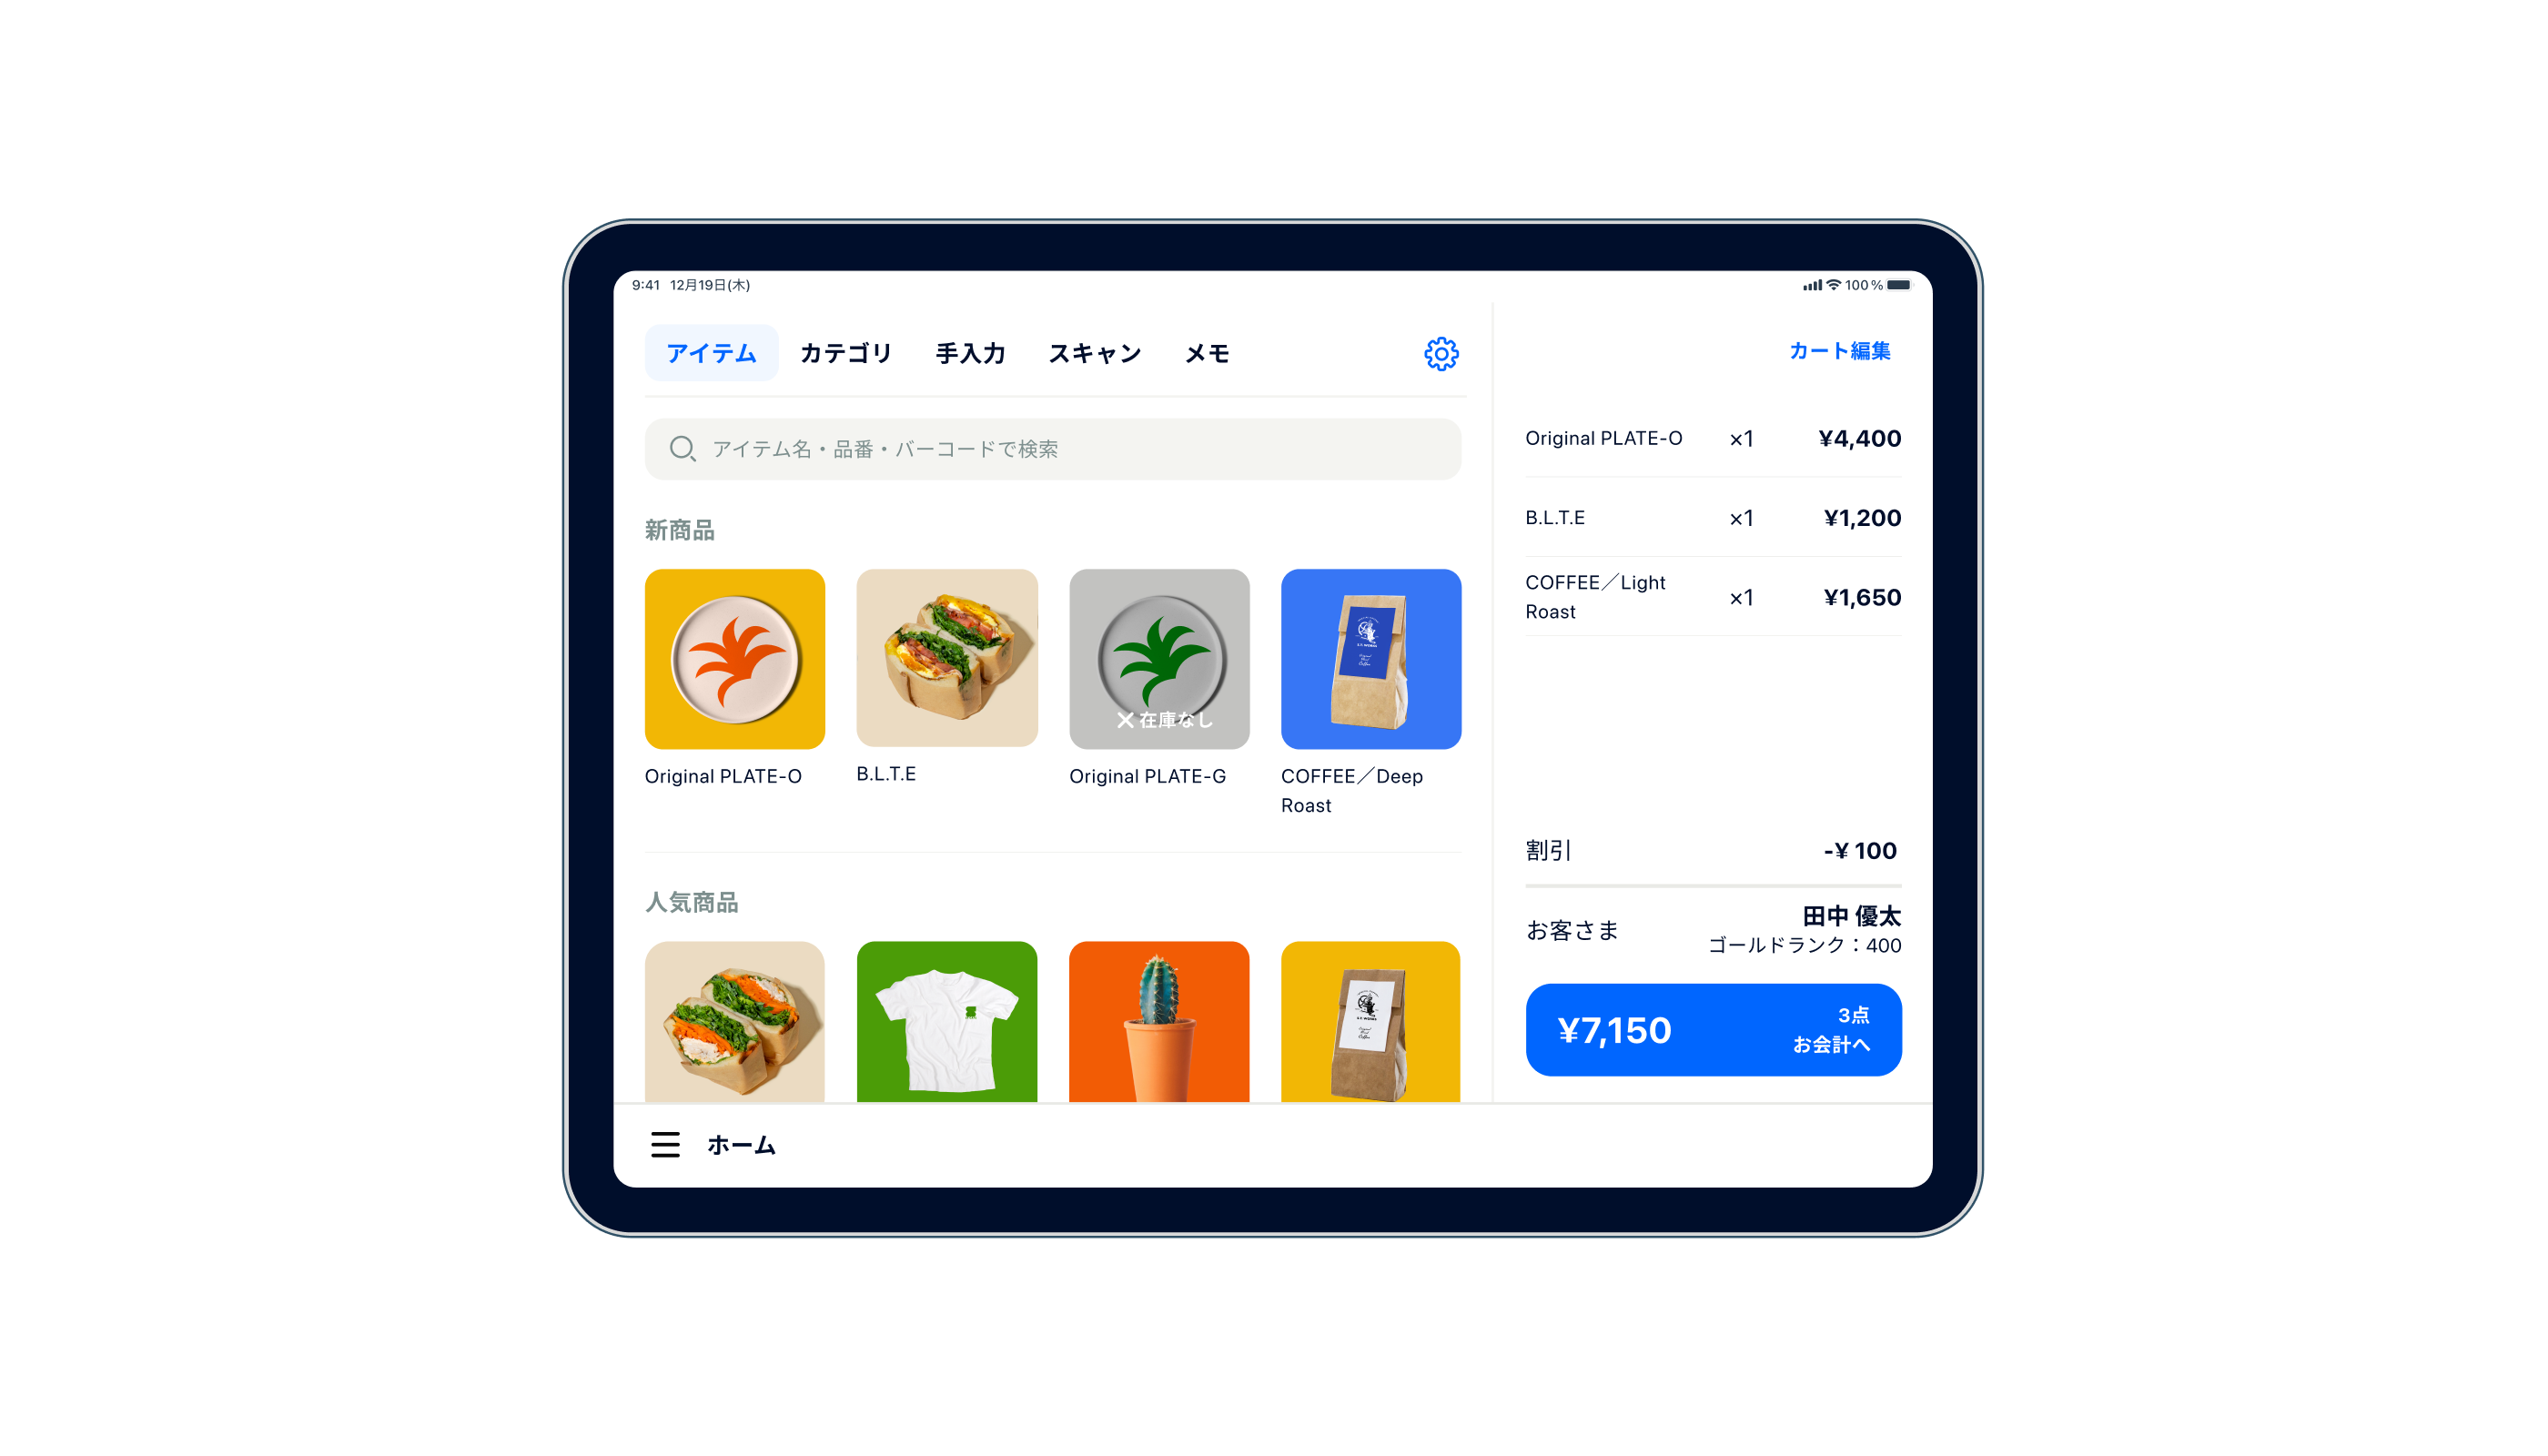 9:41 12月19日(木)
100%
アイテム カテゴリ 手入力 スキャン メモ
アイテム名・品番・バーコードで検索
新商品
✕在庫なし
Original PLATE-O
B.L.T.E
Original PLATE-G
COFFEE／Deep
Roast
人気商品
ホーム
カート編集
Original PLATE-O ×1 ¥4,400
B.L.T.E ×1 ¥1,200
COFFEE／Light
Roast
×1 ¥1,650
割引 -¥ 100
お客さま
田中 優太
ゴールドランク：400
¥7,150
3点
お会計へ